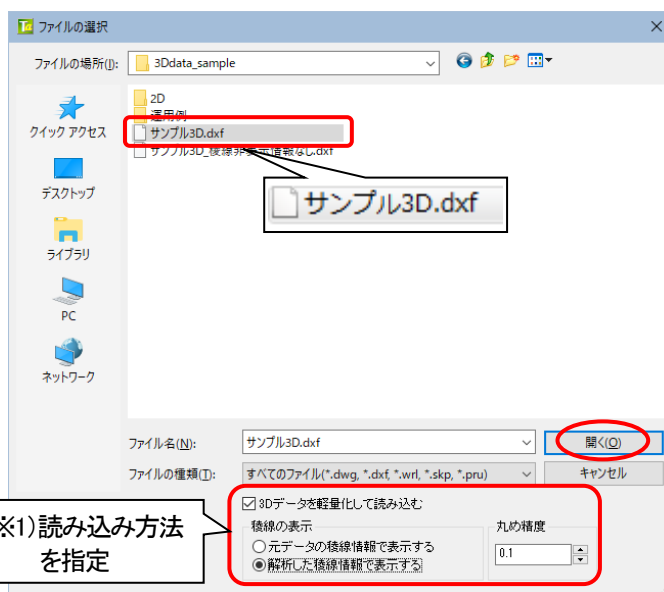 ファイルの選択
ファイルの場所(I):
3Ddata_sample
クイック アクセス
デスクトップ
ライブラリ
PC
ネットワーク
2D
運用例
サンプル3D.dxf
サンプル3D_稜線非表示情報なし.dxf
サンプル3D.dxf
ファイル名(N):
サンプル3D.dxf
開く(O)
ファイルの種類(T):
すべてのファイル(*.dwg, *.dxf, *.wrl, *.skp, *.pru)
キャンセル
※1)読み込み方法
を指定
3Dデータを軽量化して読み込む
稜線の表示
元データの稜線情報で表示する
解析した稜線情報で表示する
丸め精度
0.1